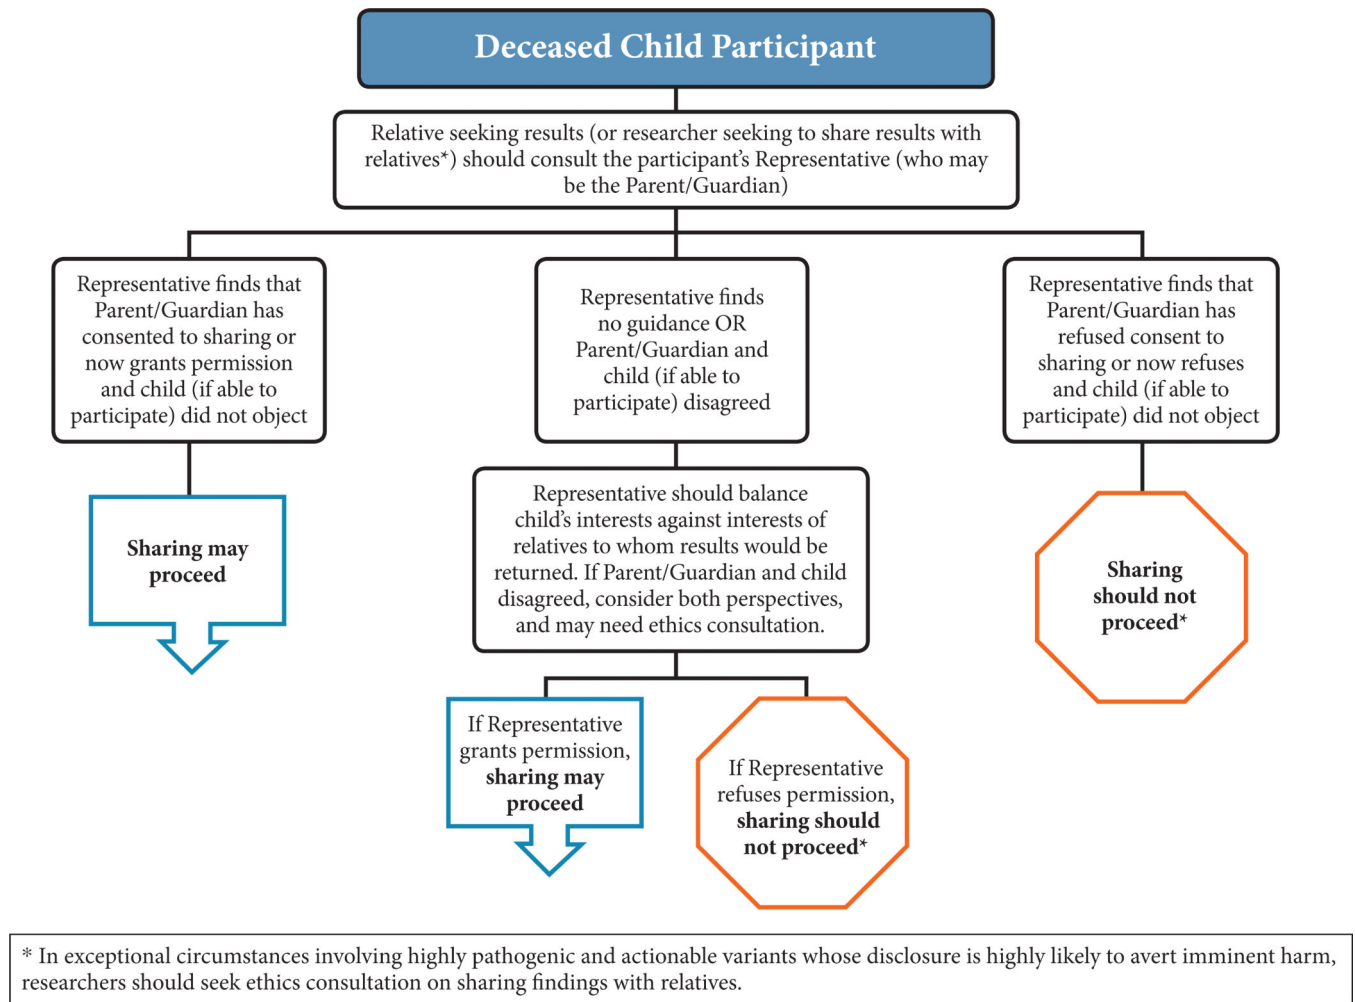 Deceased Child Participant
Relative seeking results (or researcher seeking to share results with
relatives*) should consult the participant's Representative (who may
be the Parent/Guardian)
Representative finds that
Parent/Guardian has
consented to sharing or
now grants permission
and child (if able to
participate) did not object
Representative finds
no guidance OR
Parent/Guardian and
child (if able to
participate) disagreed
Representative finds that
Parent/Guardian has
refused consent to
sharing or now refuses
and child (if able to
participate) did not object
Sharing may
proceed
Representative should balance
child's interests against interests of
relatives to whom results would be
returned. If Parent/Guardian and child
disagreed, consider both perspectives,
and may need ethics consultation.
Sharing
should not
proceed*
If Representative
grants permission,
sharing may
proceed
If Representative
refuses permission,
sharing should
not proceed*
* In exceptional circumstances involving highly pathogenic and actionable variants whose disclosure is highly likely to avert imminent harm,
researchers should seek ethics consultation on sharing findings with relatives.